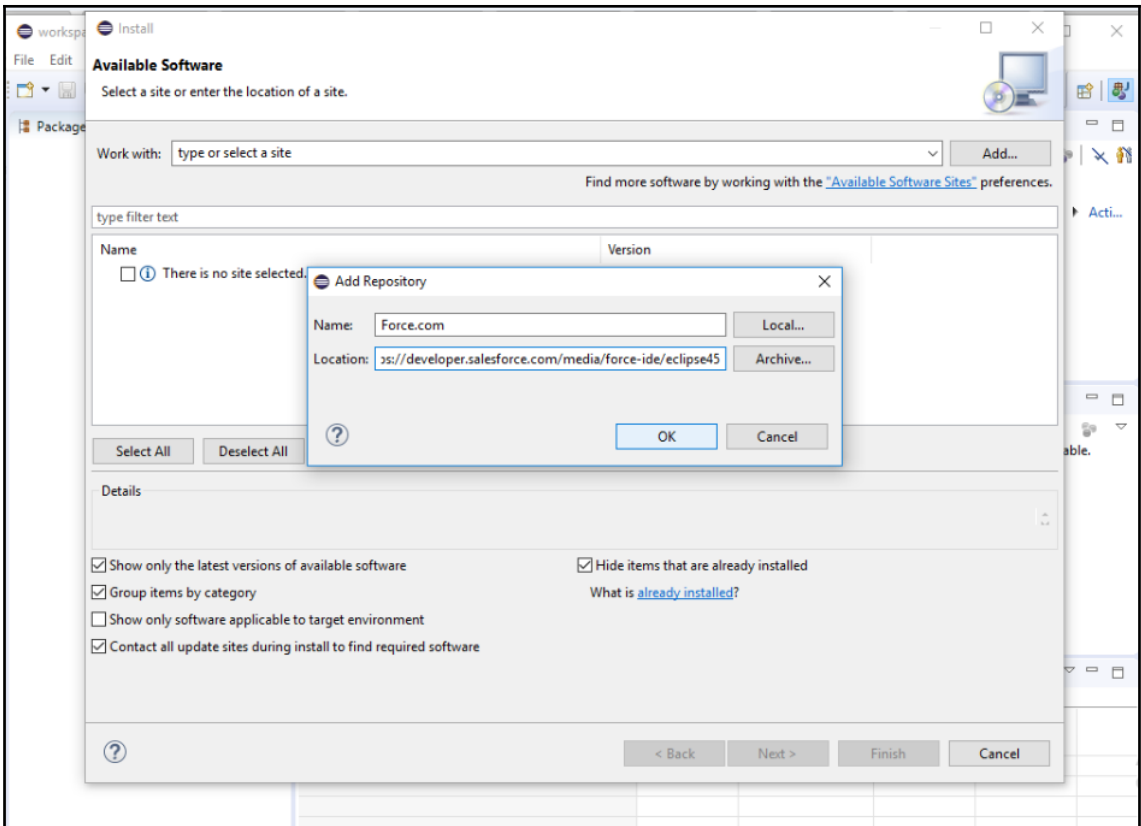 workspa
Install
File Edit
Available Software
Select a site or enter the location of a site.
Package
Work with: type or select a site
Add...
Find more software by working with the "Available Software Sites" preferences.
type filter text
Acti...
Name Version
There is no site selected.
Add Repository
Name: Force.com Local...
Location: os://developer.salesforce.com/media/force-ide/eclipse45 Archive...
OK Cancel
Select All Deselect All
able.
Details
Show only the latest versions of available software
Hide items that are already installed
Group items by category
What is already installed?
Show only software applicable to target environment
Contact all update sites during install to find required software
< Back Next > Finish Cancel